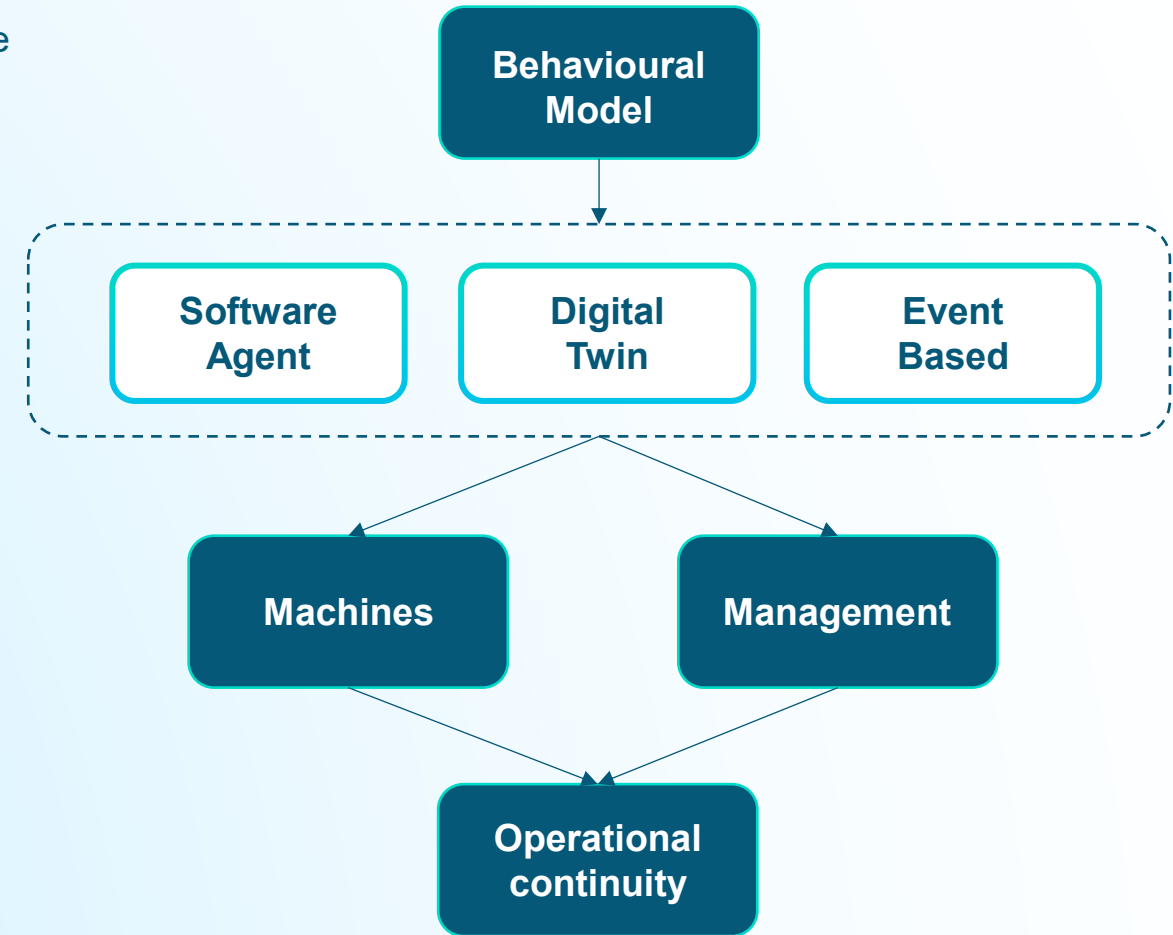 e
Behavioural
Model
Software
Agent
Digital
Twin
Event
Based
Machines
Management
Operational
continuity